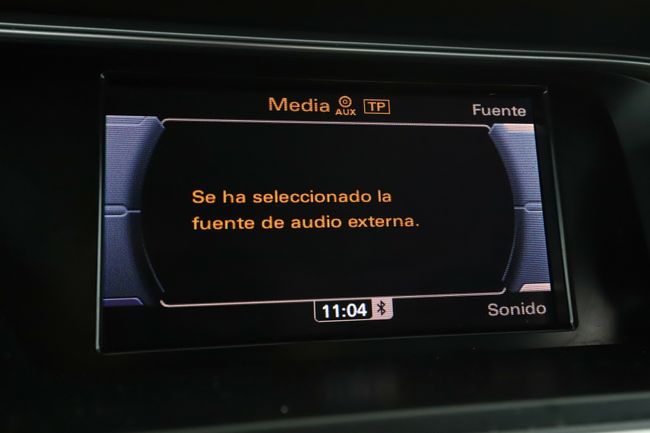 Media AUX TP
Fuente
Se ha seleccionado la
fuente de audio externa.
11:04
Sonido